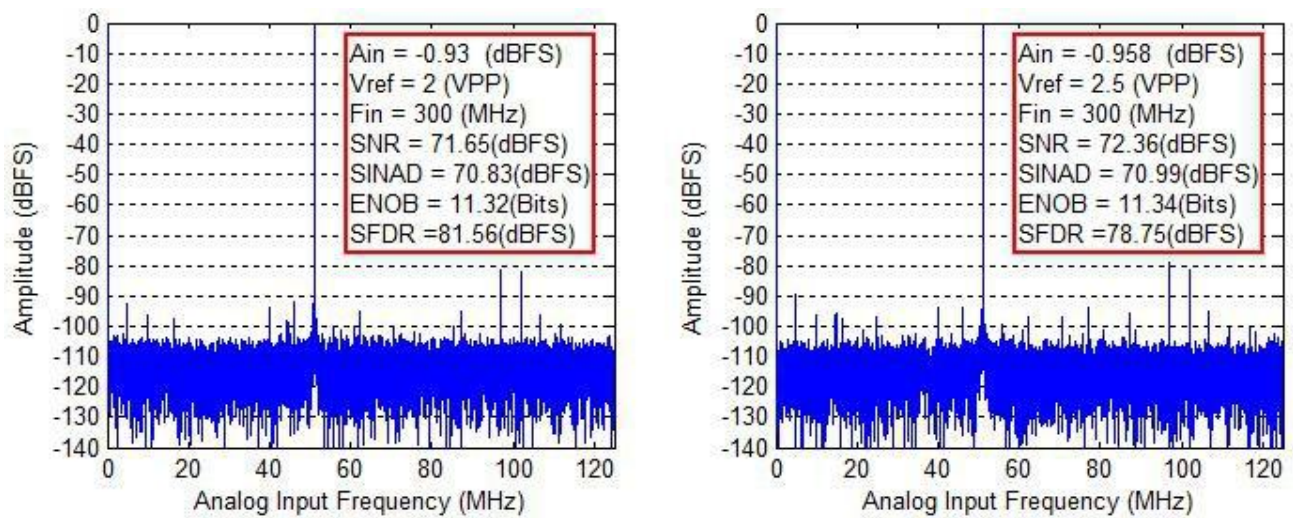 0
-10
-20
-30
-40
-50
-60
-70
-80
-90
-100
-110
-120
-130
-140
Amplitude (dBFS)
Ain = -0.93 (dBFS)
Vref = 2 (VPP)
Fin = 300 (MHz)
SNR = 71.65(dBFS)
SINAD = 70.83(dBFS)
ENOB = 11.32(Bits)
SFDR =81.56(dBFS)
0 20 40 60 80 100 120
Analog Input Frequency (MHz)
0
-10
-20
-30
-40
-50
-60
-70
-80
-90
-100
-110
-120
-130
-140
Amplitude (dBFS)
Ain = -0.958 (dBFS)
Vref = 2.5 (VPP)
Fin = 300 (MHz)
SNR = 72.36(dBFS)
SINAD = 70.99(dBFS)
ENOB = 11.34(Bits)
SFDR =78.75(dBFS)
0 20 40 60 80 100 120
Analog Input Frequency (MHz)